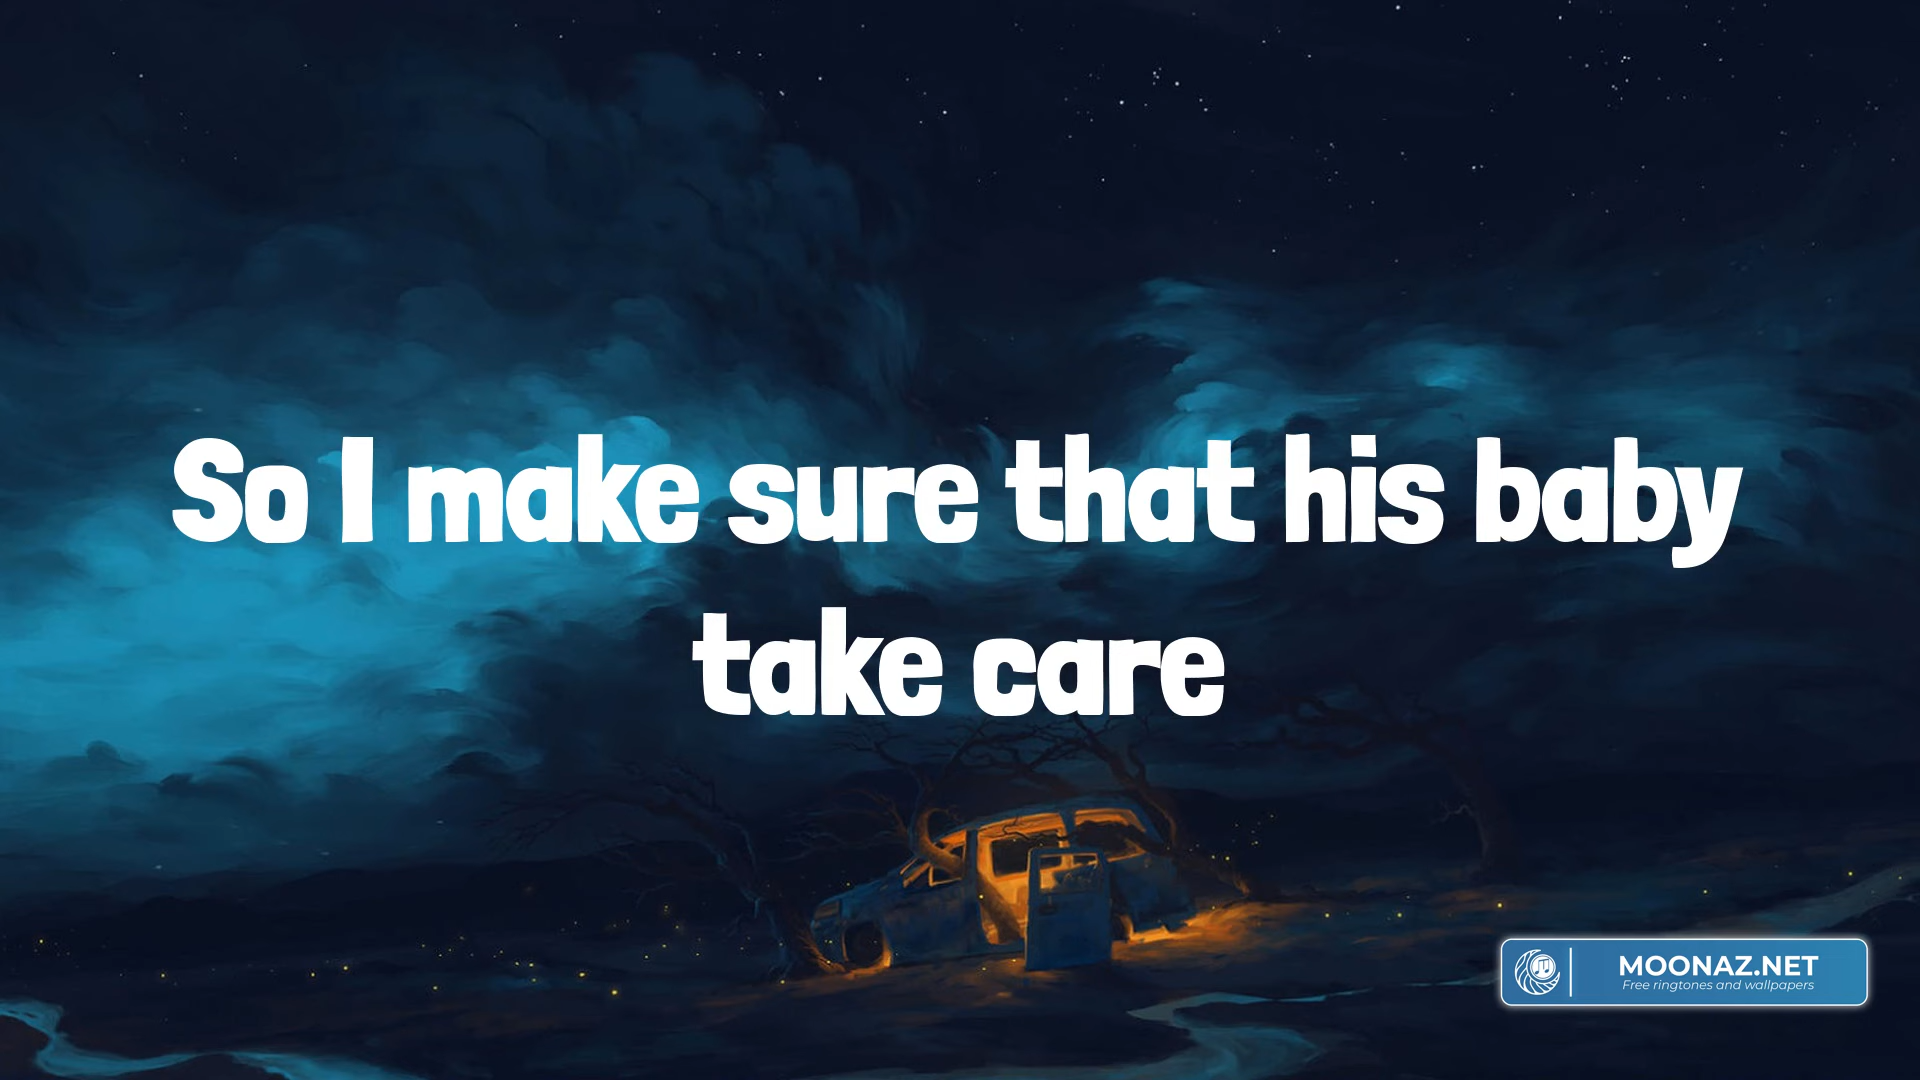 So I make sure that his baby
take care
MOONAZ.NET
Free ringtones and wallpapers